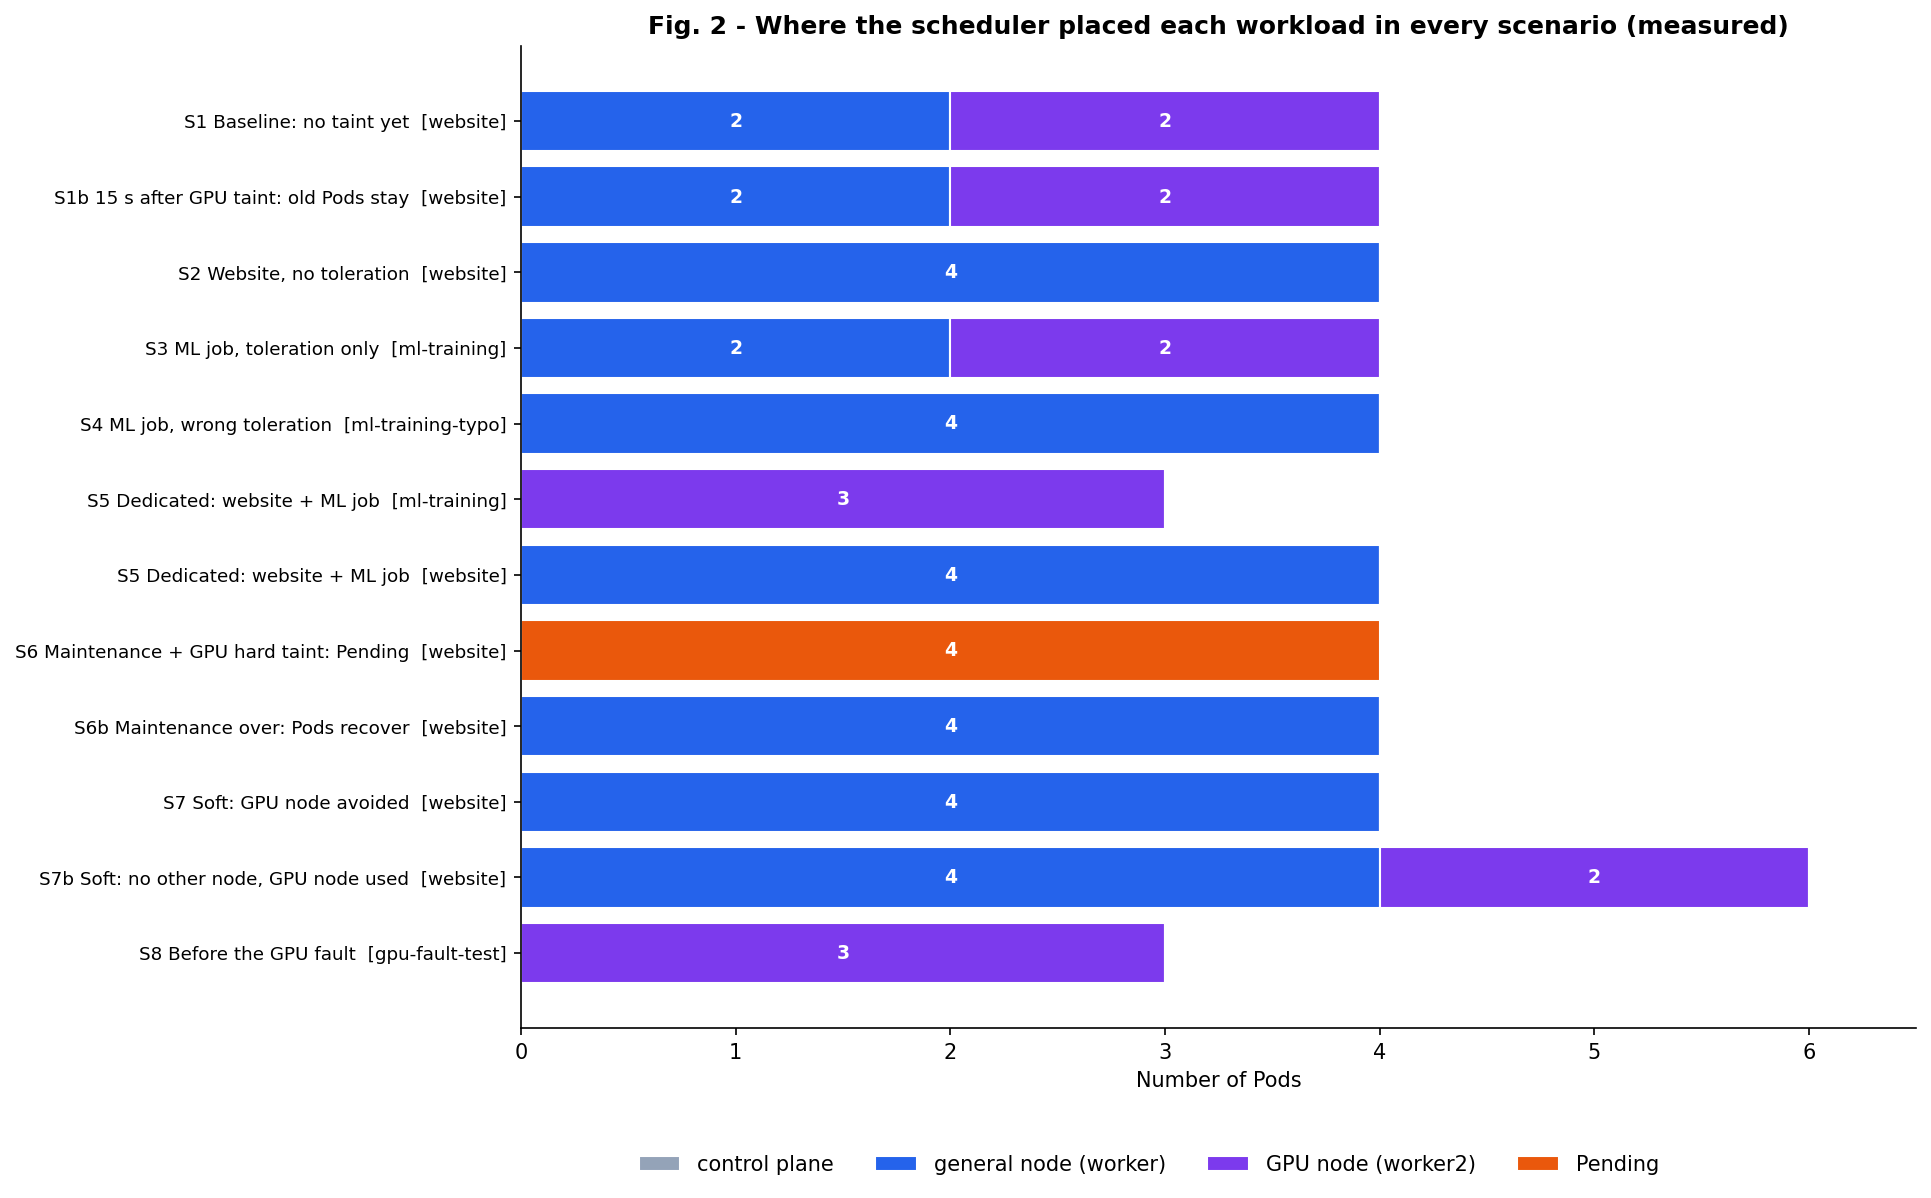 Fig. 2 - Where the scheduler placed each workload in every scenario (measured)
S1 Baseline: no taint yet  [website]
2 2
S1b 15 s after GPU taint: old Pods stay  [website]
2 2
S2 Website, no toleration  [website]
4
S3 ML job, toleration only  [ml-training]
2 2
S4 ML job, wrong toleration  [ml-training-typo]
4
S5 Dedicated: website + ML job  [ml-training]
3
S5 Dedicated: website + ML job  [website]
4
S6 Maintenance + GPU hard taint: Pending  [website]
4
S6b Maintenance over: Pods recover  [website]
4
S7 Soft: GPU node avoided  [website]
4
S7b Soft: no other node, GPU node used  [website]
4 2
S8 Before the GPU fault  [gpu-fault-test]
3
0 1 2 3 4 5 6
Number of Pods
control plane general node (worker) GPU node (worker2) Pending